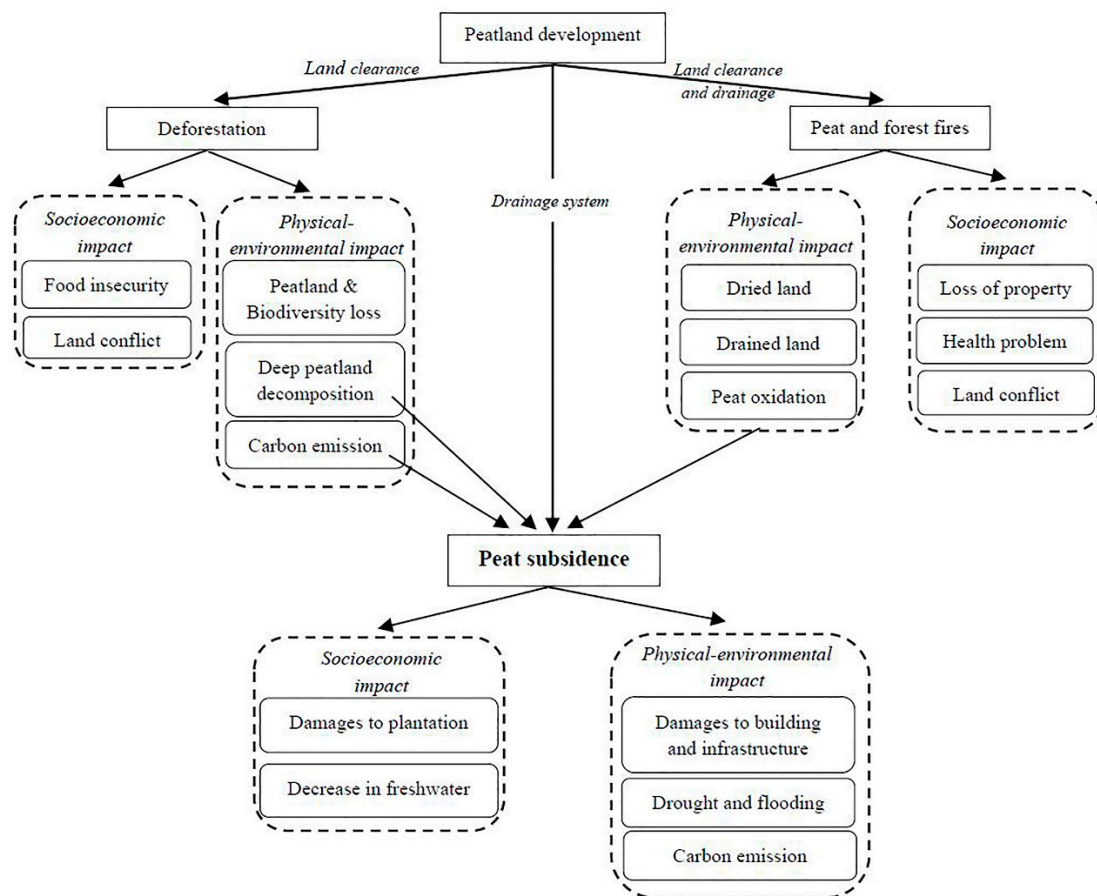 Peatland development
Land clearance
Land clearance
and drainage
Deforestation
Peat and forest fires
Drainage system
Socioeconomic
impact
Food insecurity
Land conflict
Physical-
environmental impact
Peatland &
Biodiversity loss
Deep peatland
decomposition
Carbon emission
Physical-
environmental impact
Dried land
Drained land
Peat oxidation
Socioeconomic
impact
Loss of property
Health problem
Land conflict
Peat subsidence
Socioeconomic
impact
Damages to plantation
Decrease in freshwater
Physical-environmental
impact
Damages to building
and infrastructure
Drought and flooding
Carbon emission